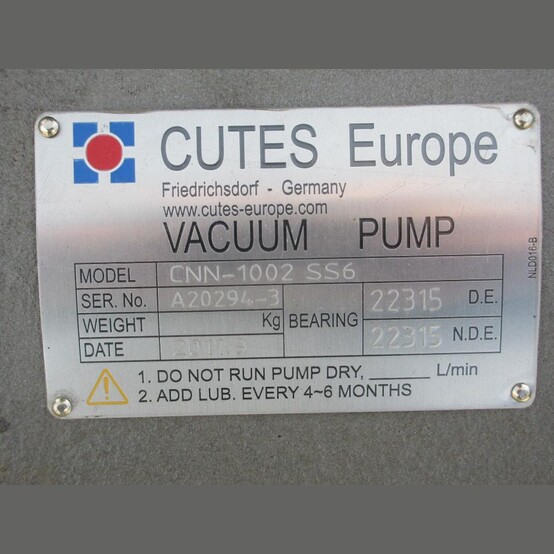 CUTES Europe
Friedrichsdorf - Germany
www.cutes-europe.com
VACUUM PUMP
MODEL CNN-1002 SS6
SER. No. A20294-3
WEIGHT Kg
DATE
BEARING
22315 D.E.
22315 N.D.E.
1. DO NOT RUN PUMP DRY, ______ L/min
2. ADD LUB. EVERY 4~6 MONTHS
NLD016-B